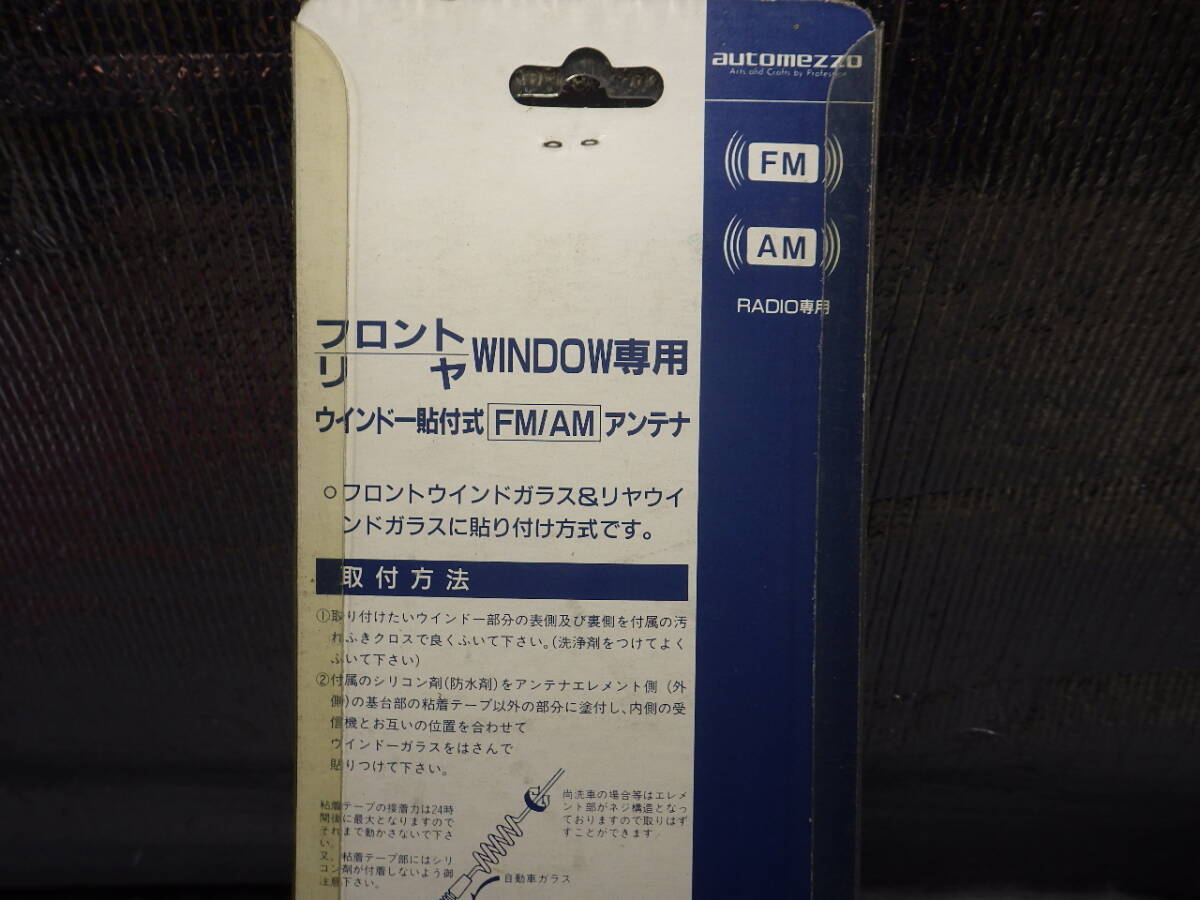 automezzo
Arts and Crafts by Profession
FM
AM
RADIO専用
フロント
リヤ
WINDOW専用
ウインドー貼付式 FM/AM アンテナ
○フロントウインドガラス&リヤウイ
ンドガラスに貼り付け方式です。
取付方法
①取り付けたいウインドー部分の表側及び裏側を付属の汚
れふきクロスで良くふいて下さい。(洗浄剤をつけてよく
ふいて下さい)
②付属のシリコン剤(防水剤)をアンテナエレメント側(外
側)の基台部の粘着テープ以外の部分に塗付し、内側の受
信機とお互いの位置を合わせて
ウインドーガラスをはさんで
貼りつけて下さい。
粘着テープの接着力は24時
間後に最大となりますので
それまで動かさないで下さ
い。
又、粘着テープ部にはシリ
コン剤が付着しないよう御
注意下さい。
尚洗車の場合等はエレメ
ント部がネジ構造となっ
ておりますので取りはず
すことができます。
自動車ガラス